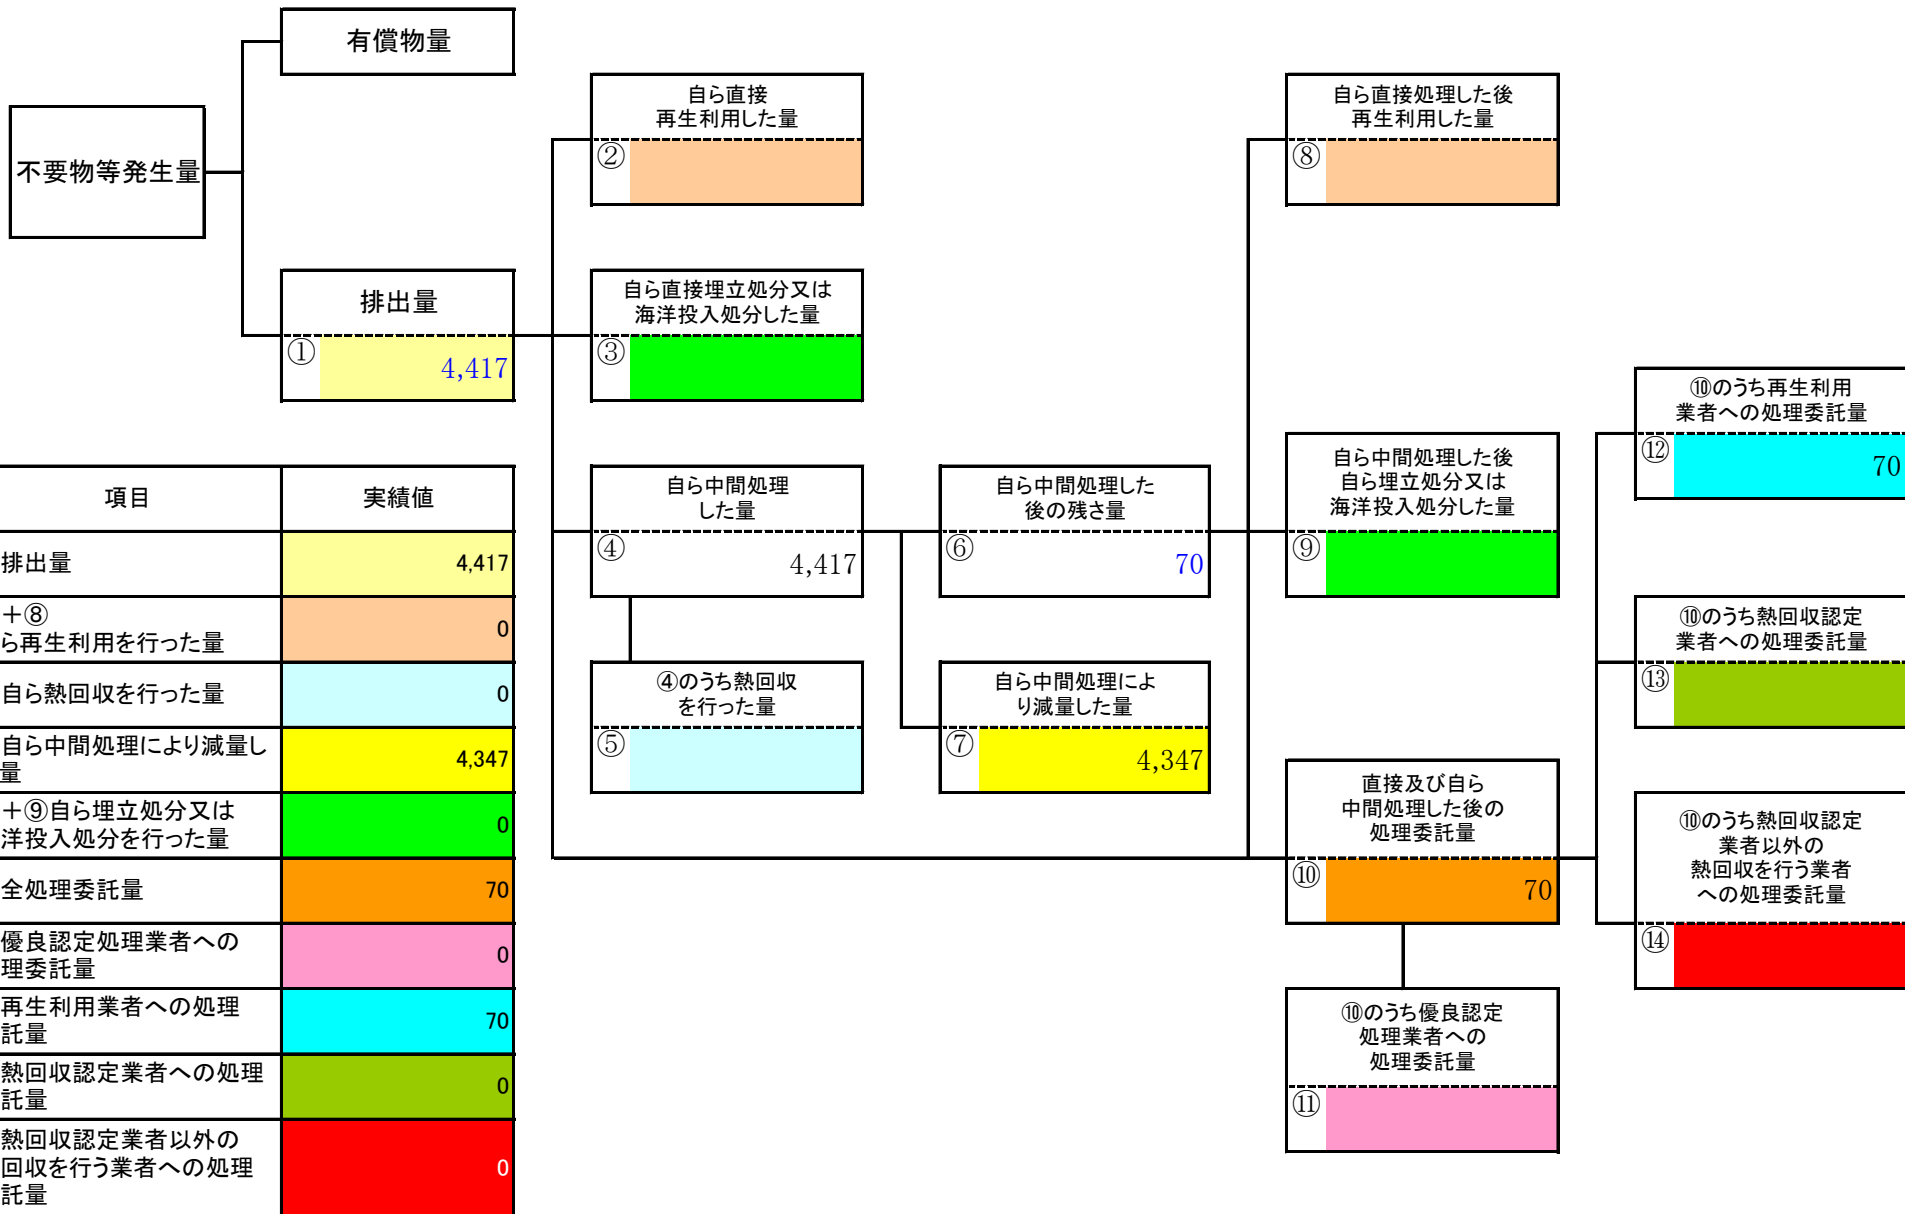 有償物量
不要物等発生量
自ら直接
再生利用した量
②
自ら直接処理した後
再生利用した量
⑧
排出量
①
4,417
自ら直接埋立処分又は
海洋投入処分した量
③
自ら中間処理
した量
④
4,417
自ら中間処理した
後の残さ量
⑥
70
自ら中間処理した後
自ら埋立処分又は
海洋投入処分した量
⑨
⑩のうち再生利用
業者への処理委託量
⑫
70
④のうち熱回収
を行った量
⑤
自ら中間処理によ
り減量した量
⑦
4,347
⑩のうち熱回収認定
業者への処理委託量
⑬
直接及び自ら
中間処理した後の
処理委託量
⑩
70
⑩のうち熱回収認定
業者以外の
熱回収を行う業者
への処理委託量
⑭
⑩のうち優良認定
処理業者への
処理委託量
⑪
項目 実績値
排出量 4,417
+⑧
ら再生利用を行った量 0
自ら熱回収を行った量 0
自ら中間処理により減量し
量 4,347
+⑨自ら埋立処分又は
洋投入処分を行った量 0
全処理委託量 70
優良認定処理業者への
理委託量 0
再生利用業者への処理
託量 70
熱回収認定業者への処理
託量 0
熱回収認定業者以外の
回収を行う業者への処理
託量 0